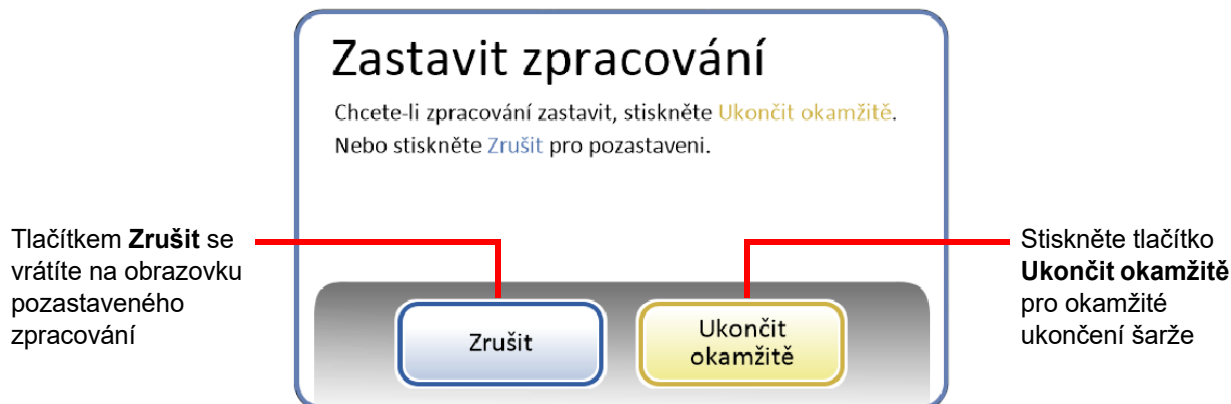 Zastavit zpracování
Chcete-li zpracování zastavit, stiskněte Ukončit okamžitě.
Nebo stiskněte Zrušit pro pozastaveni.
Tlačítkem Zrušit se
vrátíte na obrazovku
pozastaveného
zpracování
Zrušit
Ukončit
okamžitě
Stiskněte tlačítko
Ukončit okamžitě
pro okamžité
ukončení šarže